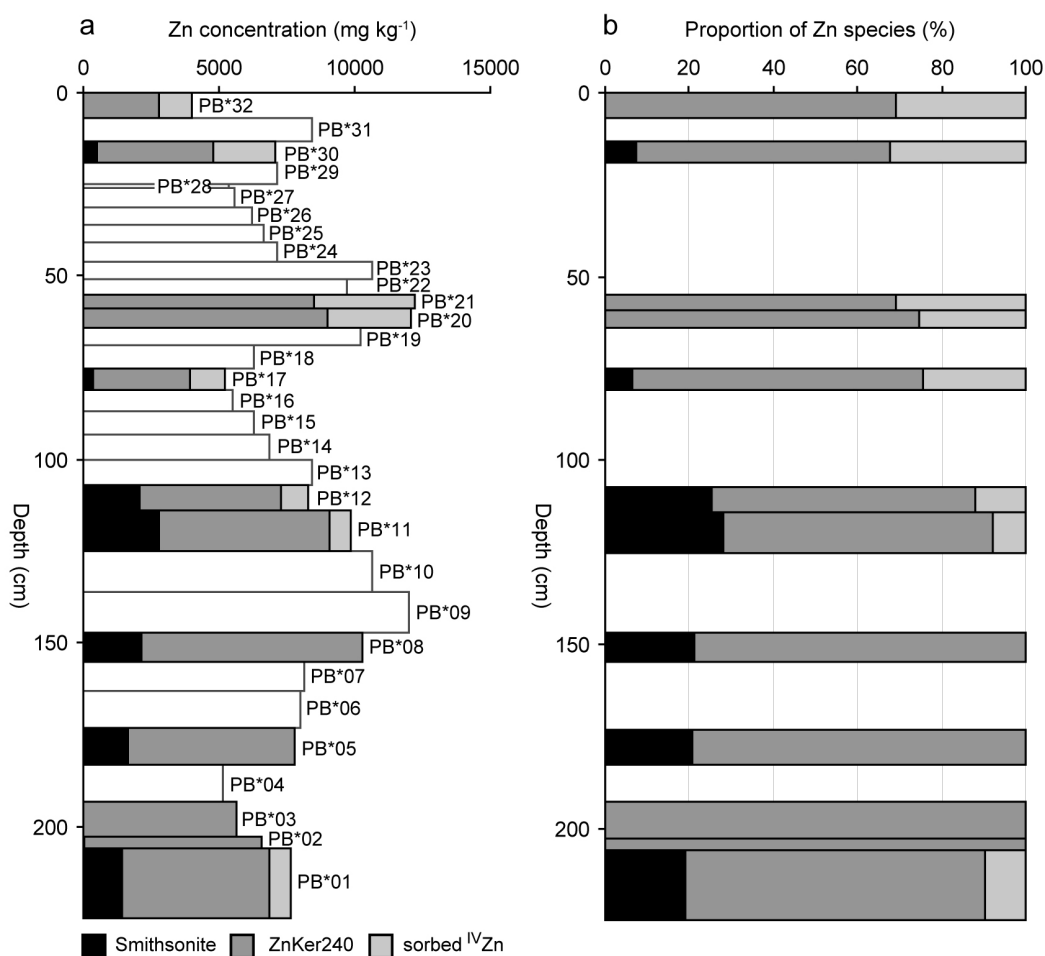 a
Zn concentration (mg kg-1)
0 5000 10000 15000
0
50
100
150
200
Depth (cm)
PB*32
PB*31
PB*30
PB*29
PB*28
PB*27
PB*26
PB*25
PB*24
PB*23
PB*22
PB*21
PB*20
PB*19
PB*18
PB*17
PB*16
PB*15
PB*14
PB*13
PB*12
PB*11
PB*10
PB*09
PB*08
PB*07
PB*06
PB*05
PB*04
PB*03
PB*02
PB*01
b
Proportion of Zn species (%)
0 20 40 60 80 100
0
50
100
150
200
Depth (cm)
Smithsonite ZnKer240 sorbed IVZn